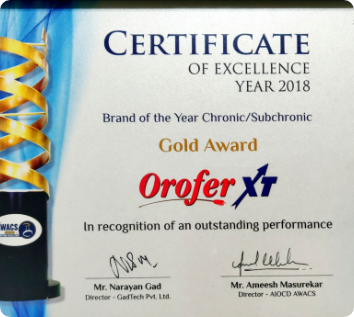 CERTIFICATE
OF EXCELLENCE
YEAR 2018
Brand of the Year Chronic/Subchronic
Gold Award
Orofer XT
In recognition of an outstanding performance
Mr. Narayan Gad
Director - GadTech Pvt. Ltd.
Mr. Ameesh Masurekar
Director - AIOCD AWACS
AWACS